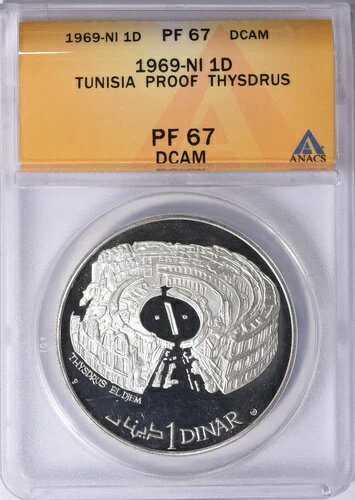 1969-NI 1D PF 67 DCAM
1969-NI 1D
TUNISIA PROOF THYSDRUS
PF 67
DCAM
ANACS
THYSDRUS EL DJEM
1 DINAR دينار